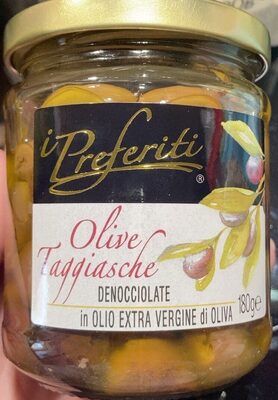 i Preferiti ®
Olive
Taggiasche
DENOCCIOLATE
in OLIO EXTRA VERGINE di OLIVA
180g e